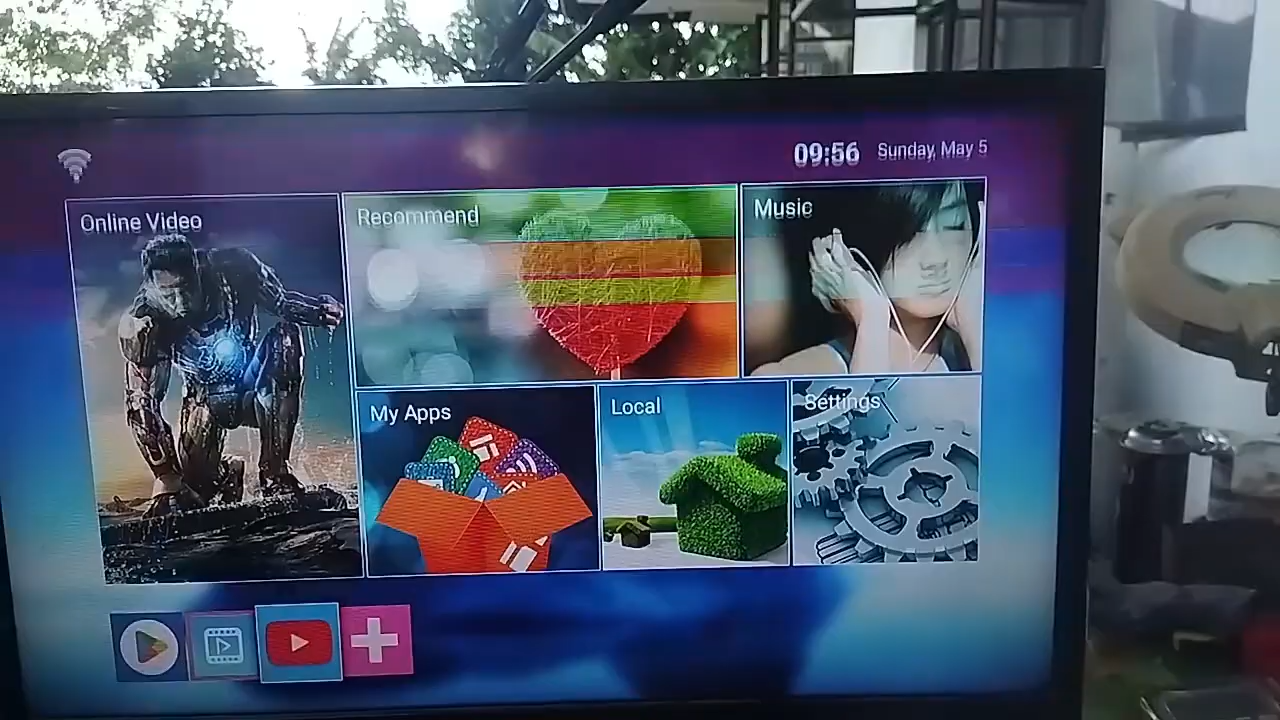 09:56 Sunday, May 5
Online Video
Recommend
Music
My Apps
Local
Settings